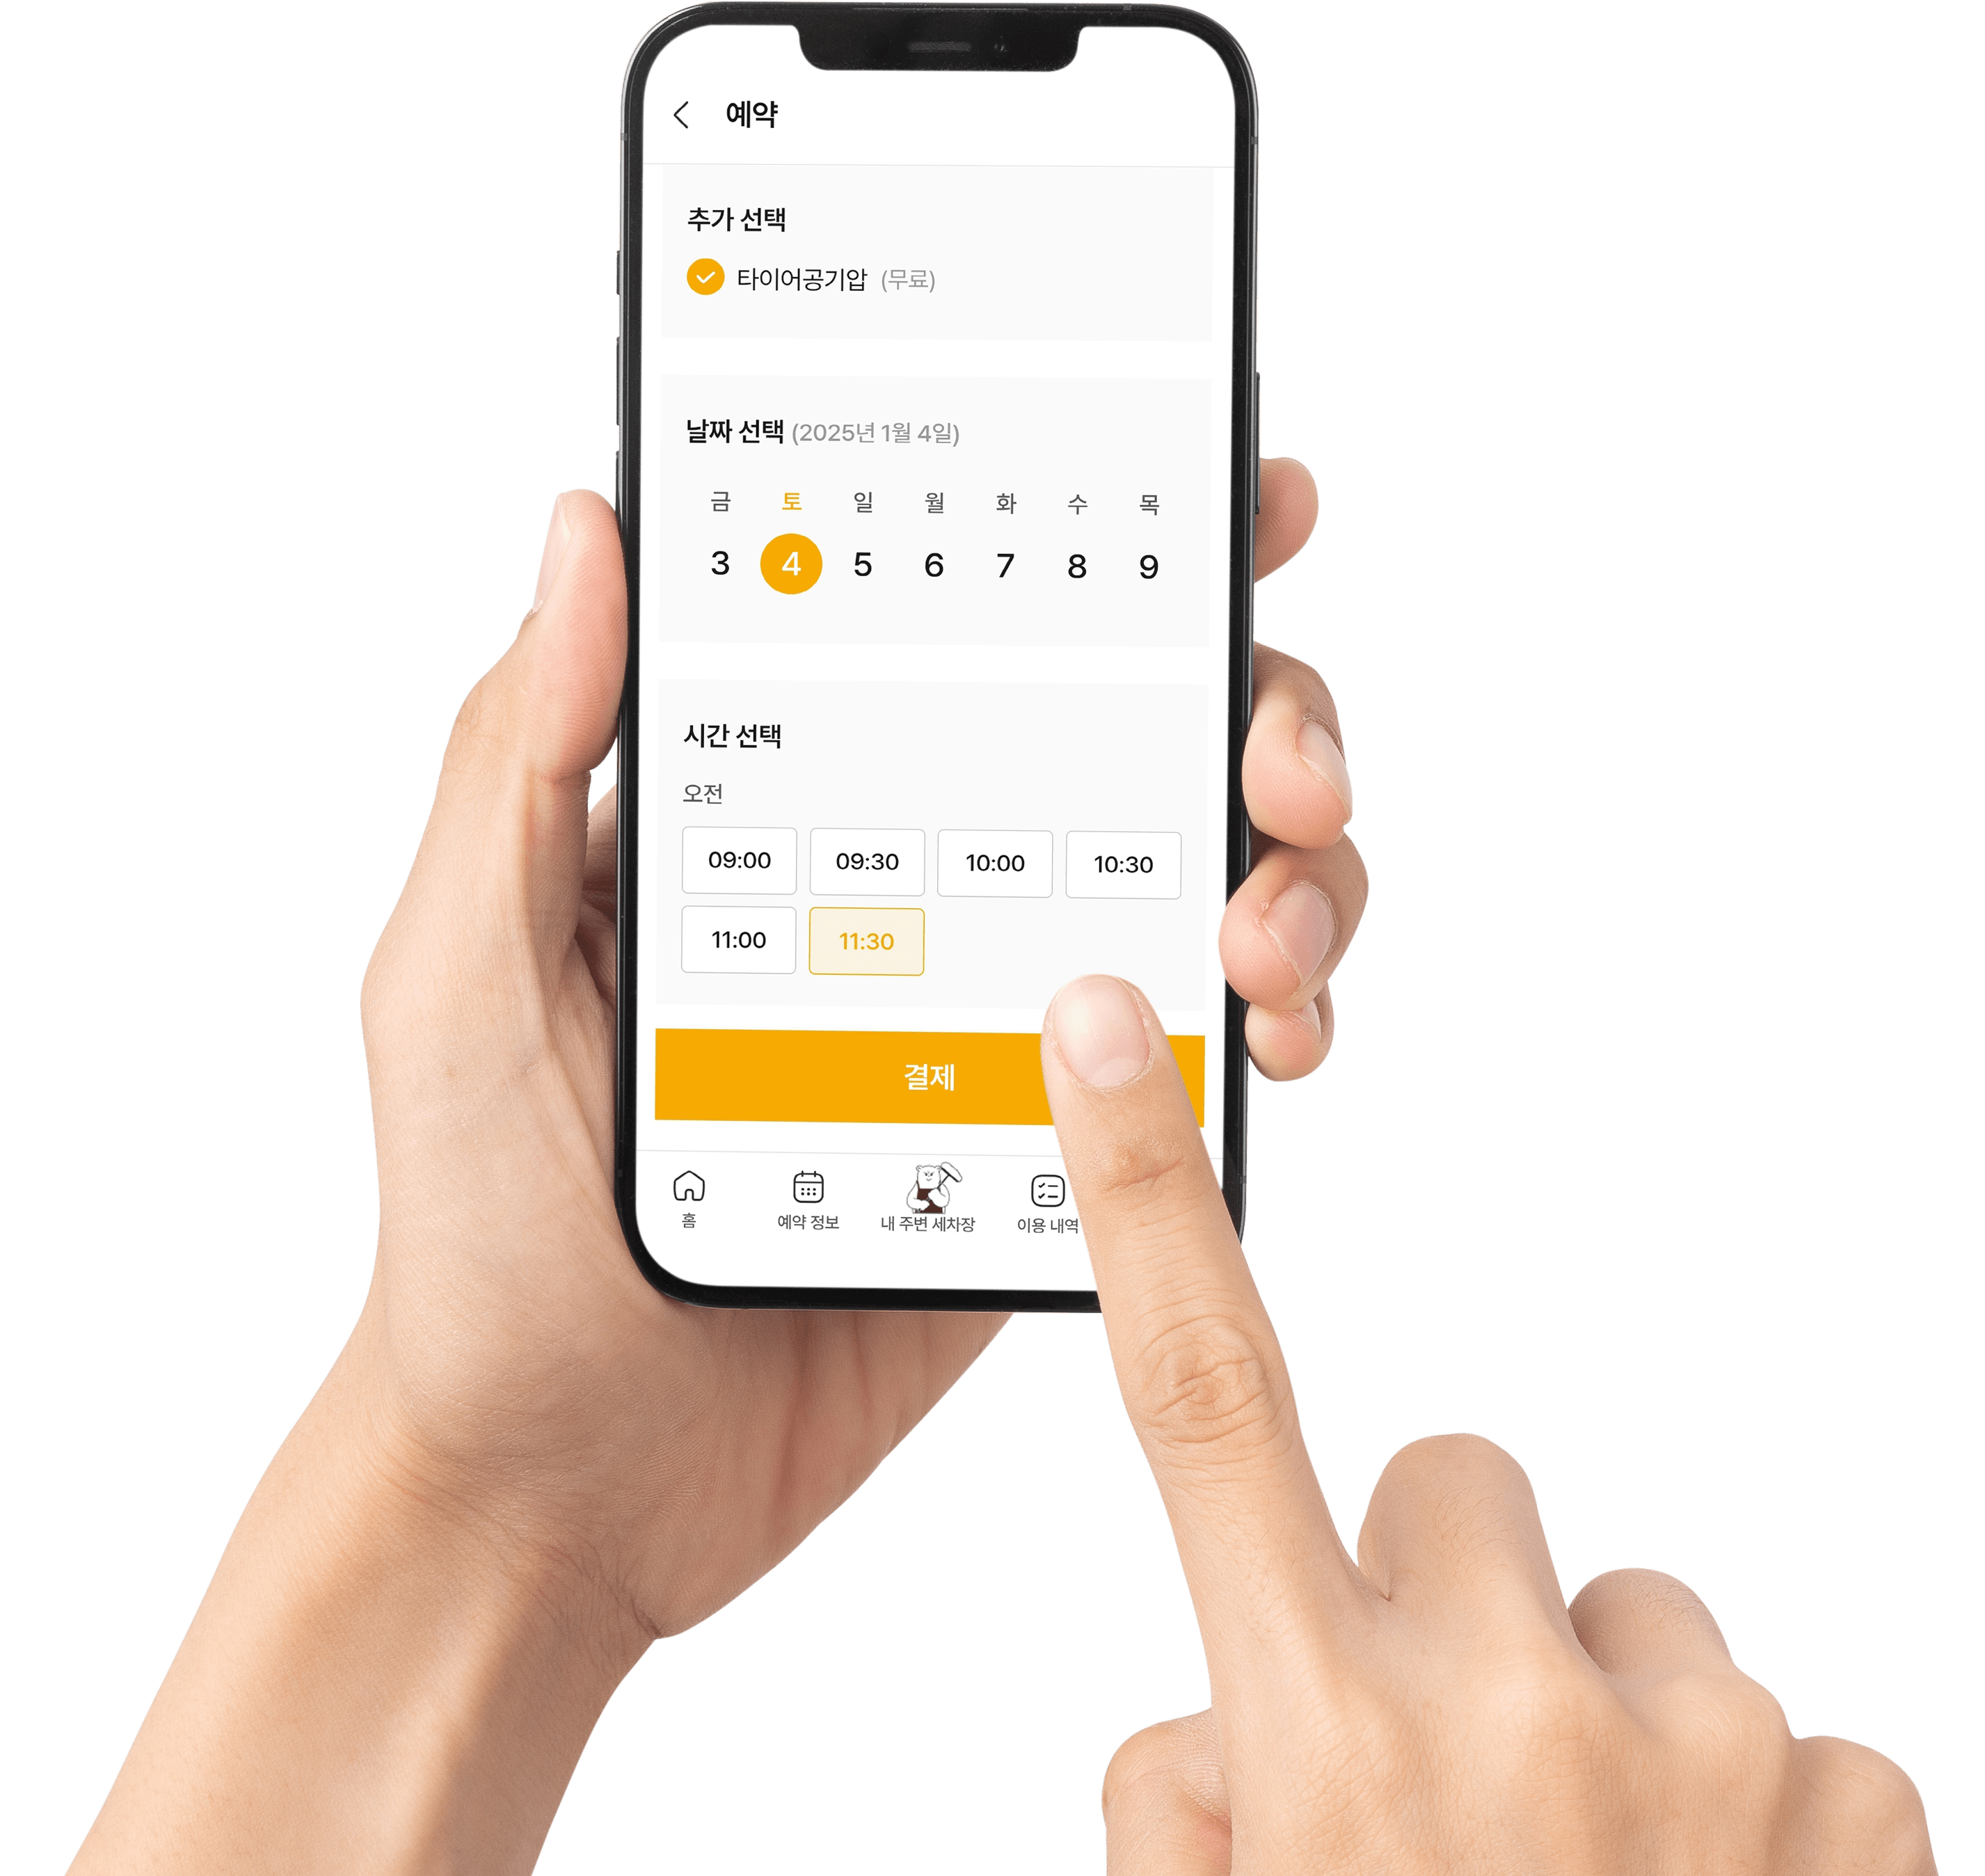 예약
추가 선택
타이어공기압 (무료)
날짜 선택 (2025년 1월 4일)
금 토 일 월 화 수 목
3 4 5 6 7 8 9
시간 선택
오전
09:00 09:30 10:00 10:30
11:00 11:30
결제
홈 예약 정보 내 주변 세차장 이용 내역